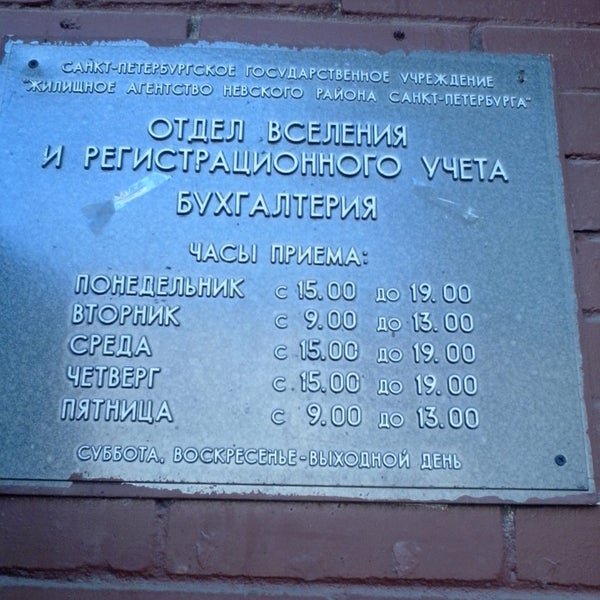 САНКТ-ПЕТЕРБУРГСКОЕ ГОСУДАРСТВЕННОЕ УЧРЕЖДЕНИЕ
"ЖИЛИЩНОЕ АГЕНТСТВО НЕВСКОГО РАЙОНА САНКТ-ПЕТЕРБУРГА"
ОТДЕЛ ВСЕЛЕНИЯ
И РЕГИСТРАЦИОННОГО УЧЕТА
БУХГАЛТЕРИЯ
ЧАСЫ ПРИЕМА:
ПОНЕДЕЛЬНИК С 15.00 ДО 19.00
ВТОРНИК С 9.00 ДО 13.00
СРЕДА С 15.00 ДО 19.00
ЧЕТВЕРГ С 15.00 ДО 19.00
ПЯТНИЦА С 9.00 ДО 13.00
СУББОТА, ВОСКРЕСЕНЬЕ-ВЫХОДНОЙ ДЕНЬ